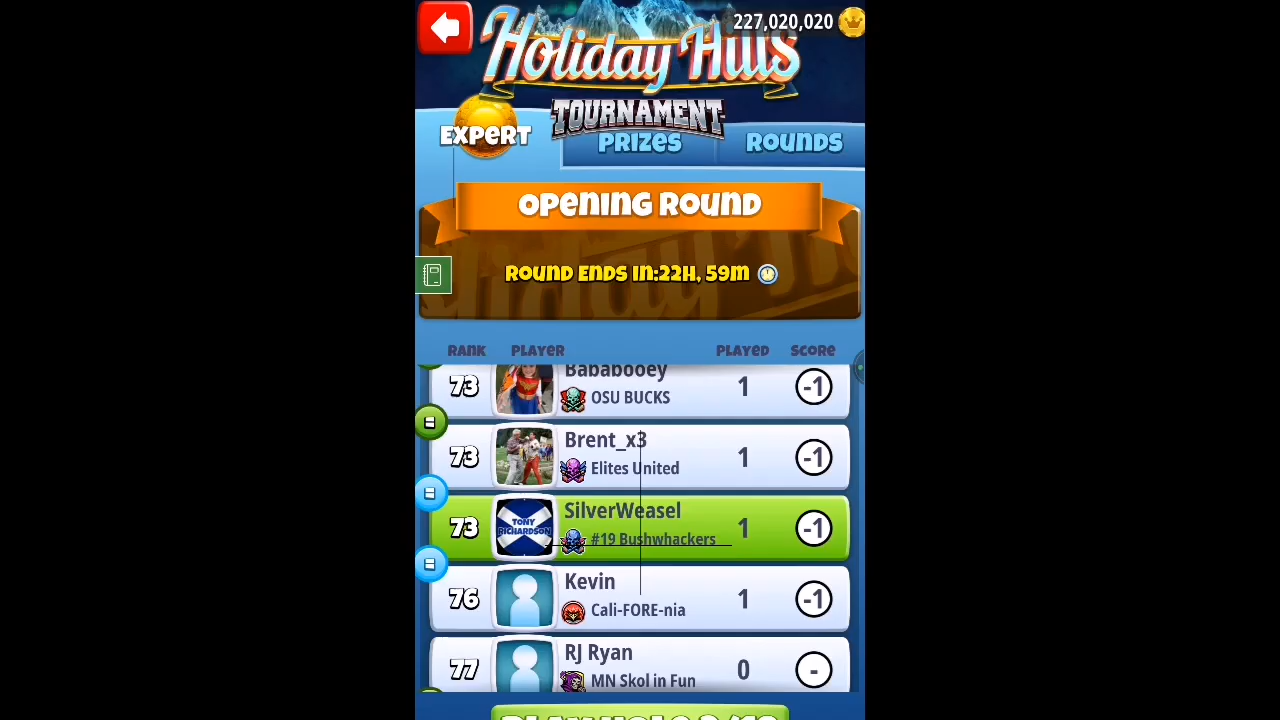 227,020,020
Holiday Hills
TOURNAMENT
EXPERT
PRIZES
ROUNDS
OPENING ROUND
ROUND ENDS IN:22H, 59M
RANK PLAYER PLAYED SCORE
73 Bababooey 1 -1
OSU BUCKS
73 Brent_x3 1 -1
Elites United
73 TONY RICHARDSON SilverWeasel 1 -1
#19 Bushwhackers
76 Kevin 1 -1
Cali-FORE-nia
77 RJ Ryan 0 -
MN Skol in Fun